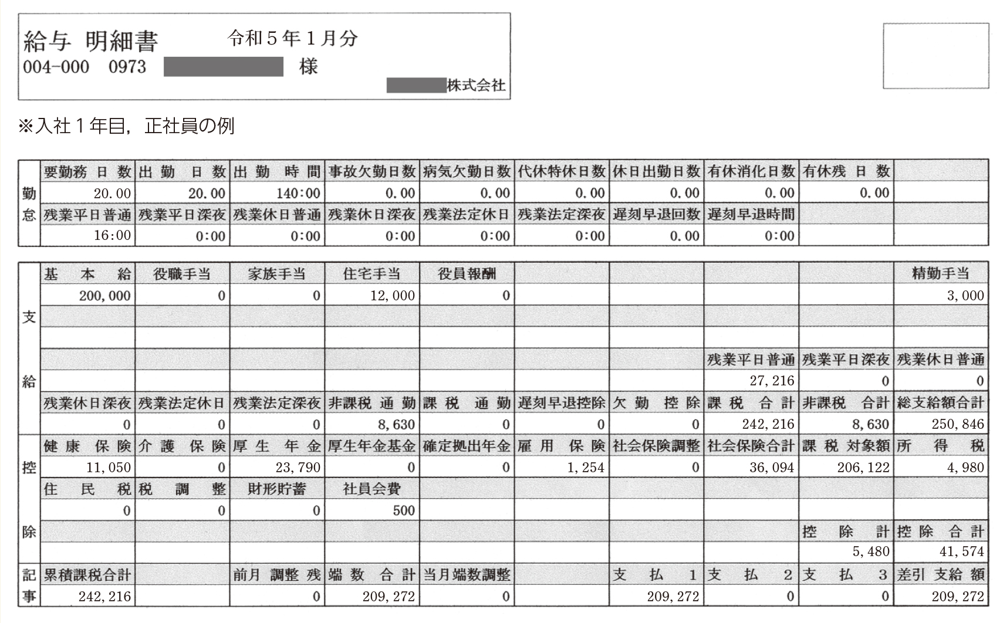 給与 明細書 令和5年1月分
004-000 0973 様
株式会社
※入社1年目，正社員の例
勤怠
要勤務日数 出勤日数 出勤時間 事故欠勤日数 病気欠勤日数 代休特休日数 休日出勤日数 有休消化日数 有休残日数
20.00 20.00 140:00 0.00 0.00 0.00 0.00 0.00 0.00
残業平日普通 残業平日深夜 残業休日普通 残業休日深夜 残業法定休日 残業法定深夜 遅刻早退回数 遅刻早退時間
16:00 0:00 0:00 0:00 0:00 0:00 0.00 0:00
支給
基本給 役職手当 家族手当 住宅手当 役員報酬 精勤手当
200,000 0 0 12,000 0 3,000
残業平日普通 残業平日深夜 残業休日普通
27,216 0 0
残業休日深夜 残業法定休日 残業法定深夜 非課税通勤 課税通勤 遅刻早退控除 欠勤控除 課税合計 非課税合計 総支給額合計
0 0 0 8,630 0 0 0 242,216 8,630 250,846
控除
健康保険 介護保険 厚生年金 厚生年金基金 確定拠出年金 雇用保険 社会保険調整 社会保険合計 課税対象額 所得税
11,050 0 23,790 0 0 1,254 0 36,094 206,122 4,980
住民税 税調整 財形貯蓄 社員会費
0 0 0 500
控除計 控除合計
5,480 41,574
記事
累積課税合計 前月調整残 端数合計 当月端数調整 支払1 支払2 支払3 差引支給額
242,216 0 209,272 0 209,272 0 0 209,272